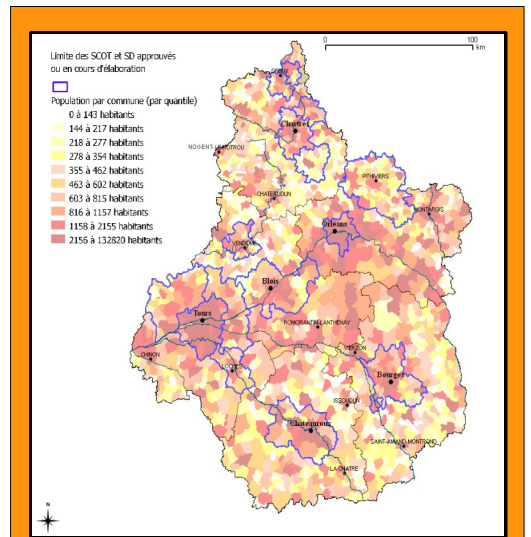 Limite des SCOT et SD approuvés
ou en cours d'élaboration
Population par commune (par quantile)
0 à 143 habitants
144 à 217 habitants
218 à 277 habitants
278 à 354 habitants
355 à 462 habitants
463 à 602 habitants
603 à 815 habitants
816 à 1157 habitants
1158 à 2155 habitants
2156 à 132820 habitants
0 100
km
DREUX
Chartres
PITHIVIERS
CHATEAUDUN
MONTARGIS
Orléans
VENDOME
Blois
Tours
ROMORANTIN-LANTHENAY
CHINON
VIERZON
LOCHES
Bourges
ISSOUDUN
Châteauroux
SAINT-AMAND-MONTROND
LA CHATRE
N